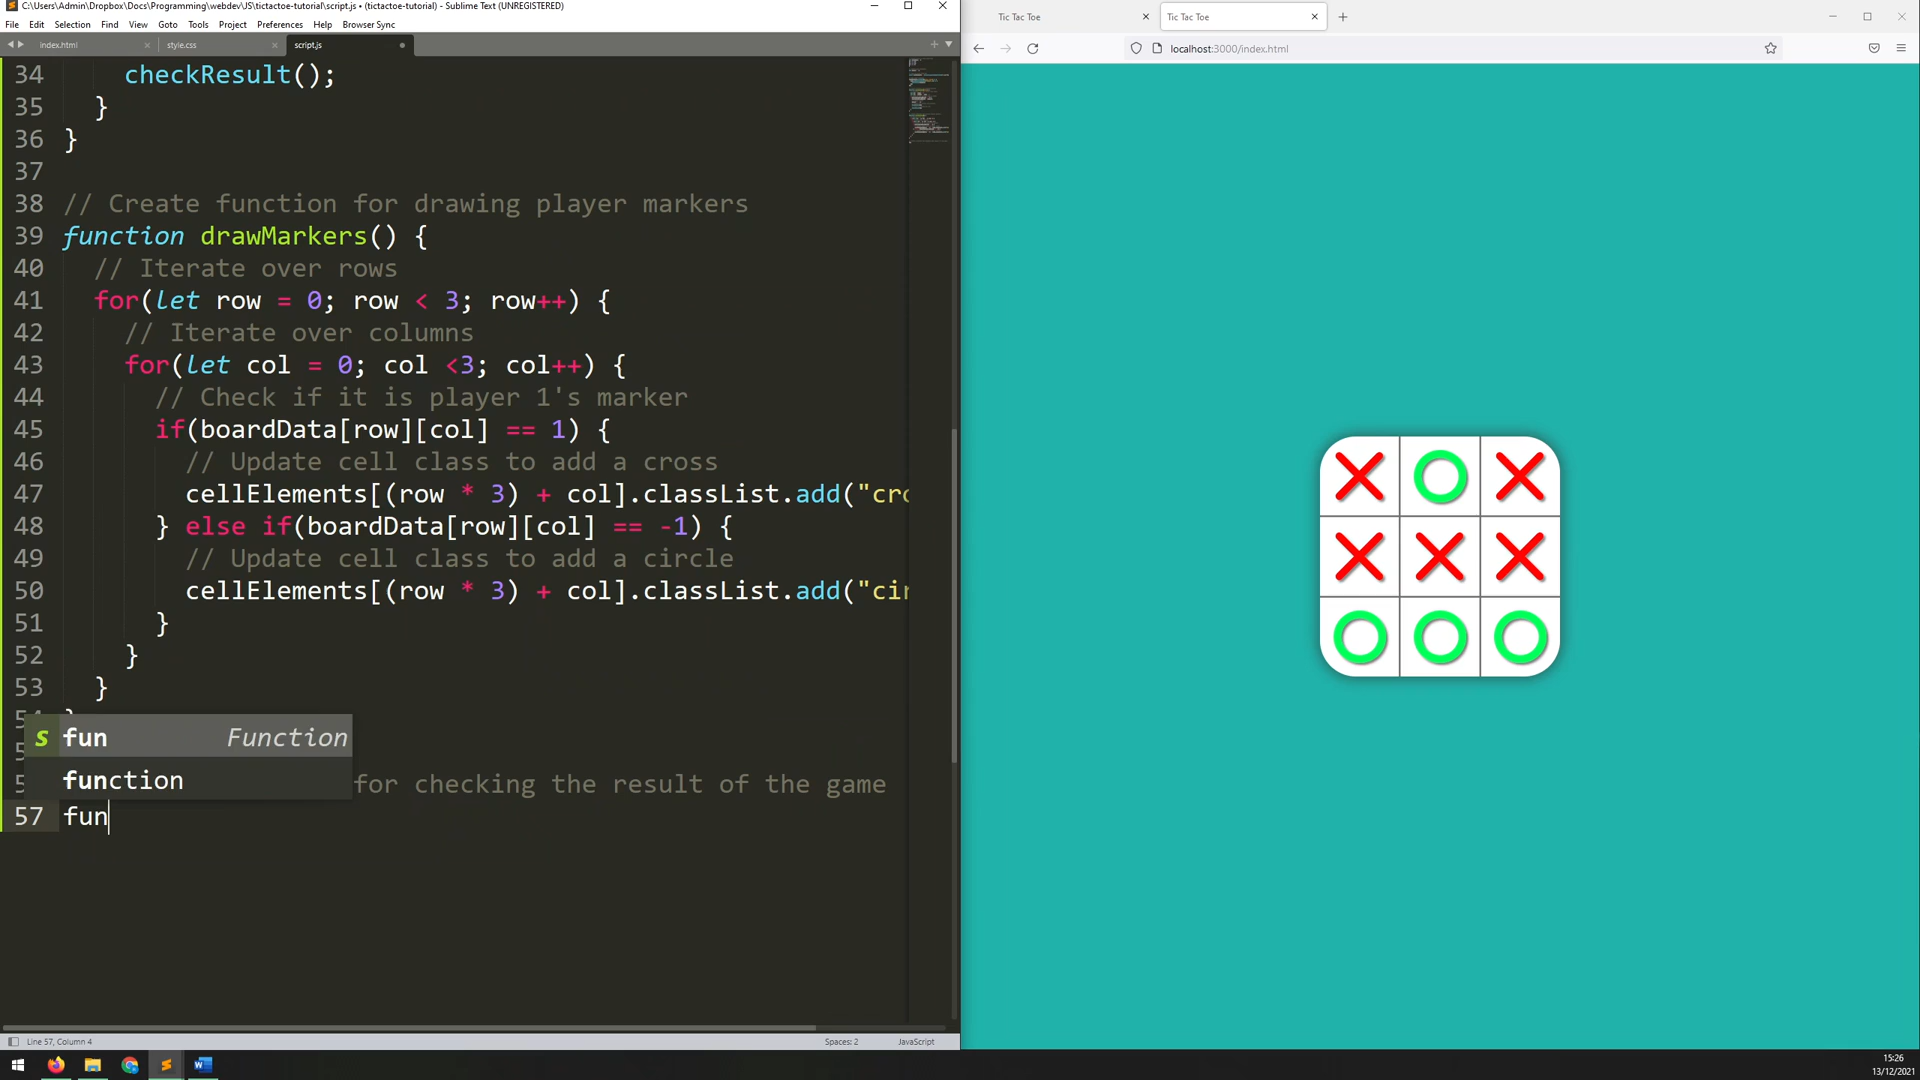 C:\Users\Admin\Dropbox\Docs\Programming\webdev\JS\tictactoe-tutorial\script.js • (tictactoe-tutorial) - Sublime Text (UNREGISTERED)
File Edit Selection Find View Goto Tools Project Preferences Help Browser Sync
index.html style.css script.js
34 checkResult();
35 }
36 }
37
38 // Create function for drawing player markers
39 function drawMarkers() {
40 // Iterate over rows
41 for(let row = 0; row < 3; row++) {
42 // Iterate over columns
43 for(let col = 0; col <3; col++) {
44 // Check if it is player 1's marker
45 if(boardData[row][col] == 1) {
46 // Update cell class to add a cross
47 cellElements[(row * 3) + col].classList.add("cro
48 } else if(boardData[row][col] == -1) {
49 // Update cell class to add a circle
50 cellElements[(row * 3) + col].classList.add("cir
51 }
52 }
53 }
s fun Function
function
for checking the result of the game
57 fun
Line 57, Column 4
Spaces: 2
JavaScript
Tic Tac Toe
Tic Tac Toe
localhost:3000/index.html
15:26
13/12/2021